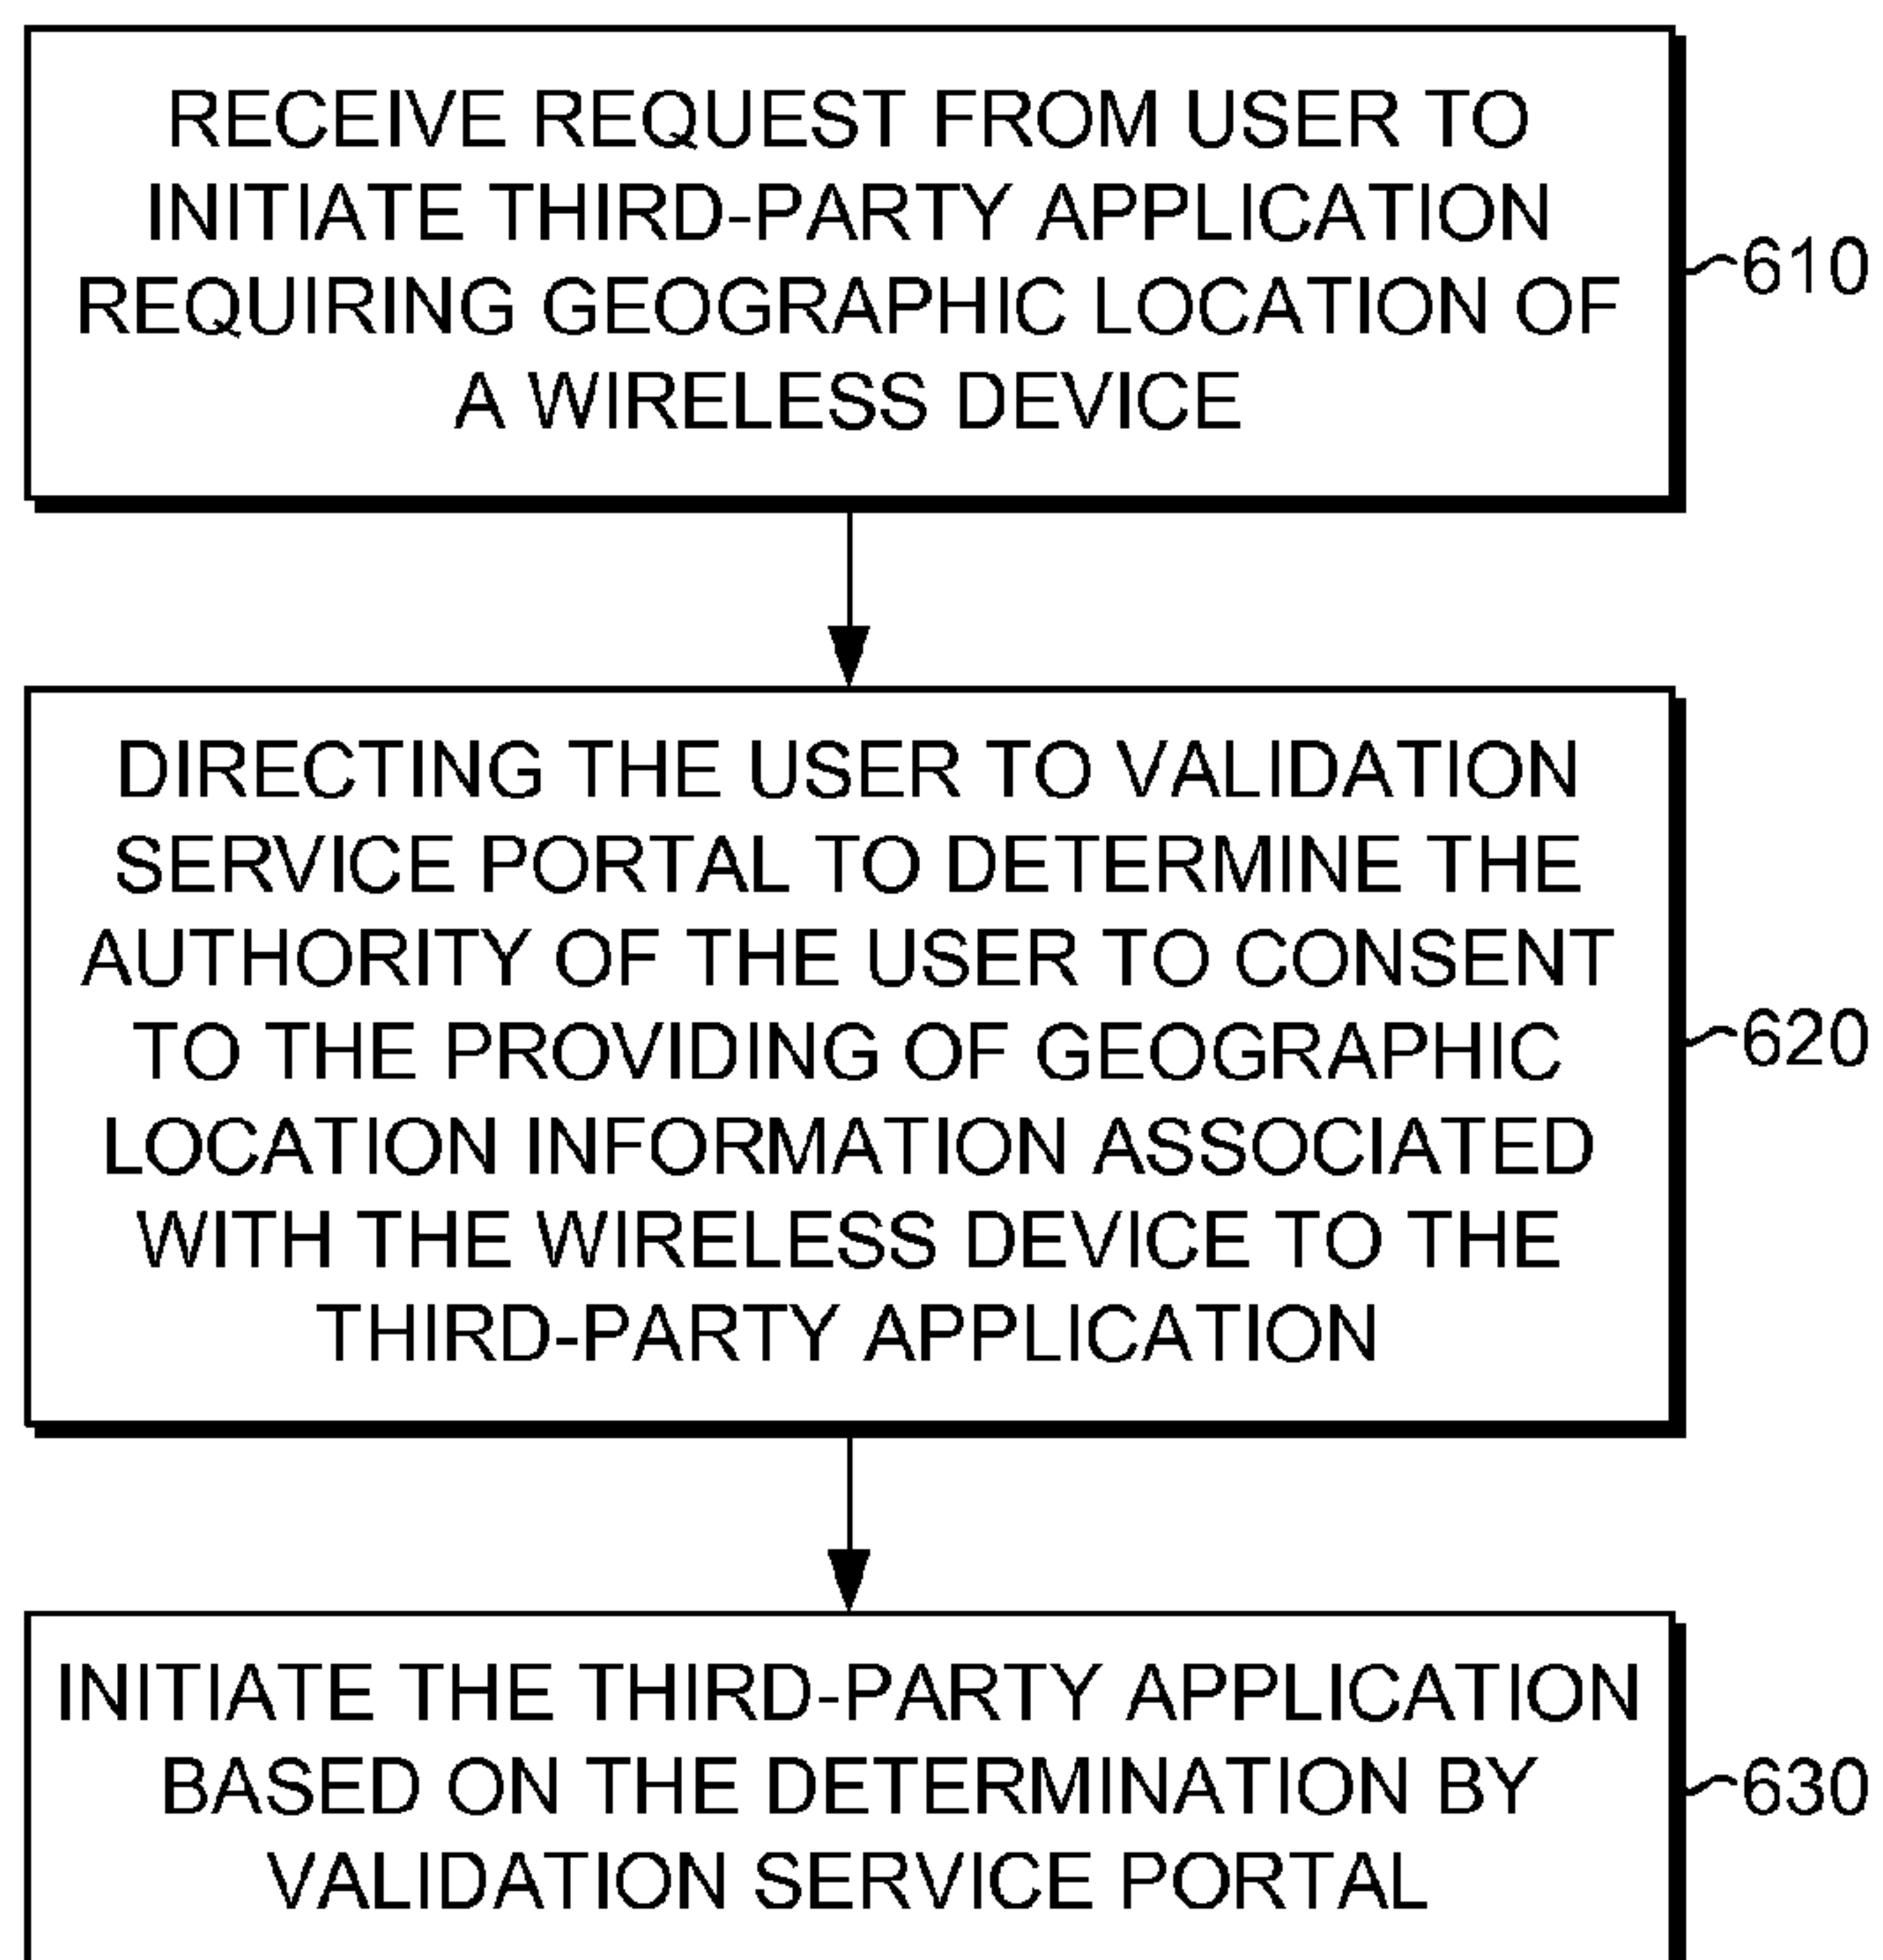 RECEIVE REQUEST FROM USER TO
INITIATE THIRD-PARTY APPLICATION
REQUIRING GEOGRAPHIC LOCATION OF
A WIRELESS DEVICE
610
DIRECTING THE USER TO VALIDATION
SERVICE PORTAL TO DETERMINE THE
AUTHORITY OF THE USER TO CONSENT
TO THE PROVIDING OF GEOGRAPHIC
LOCATION INFORMATION ASSOCIATED
WITH THE WIRELESS DEVICE TO THE
THIRD-PARTY APPLICATION
620
INITIATE THE THIRD-PARTY APPLICATION
BASED ON THE DETERMINATION BY
VALIDATION SERVICE PORTAL
630